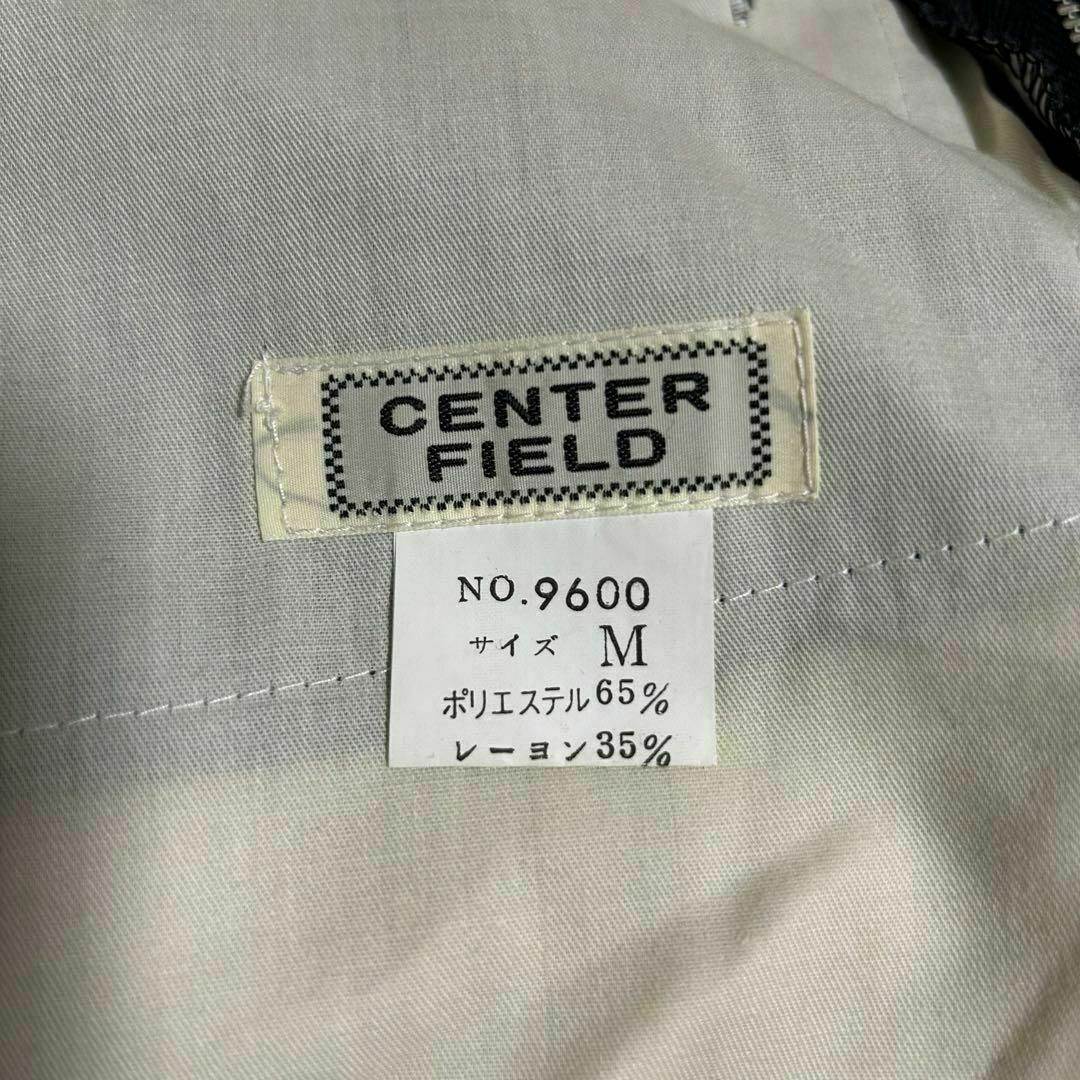 CENTER
FIELD
NO.9600
サイズ M
ポリエステル65%
レーヨン35%